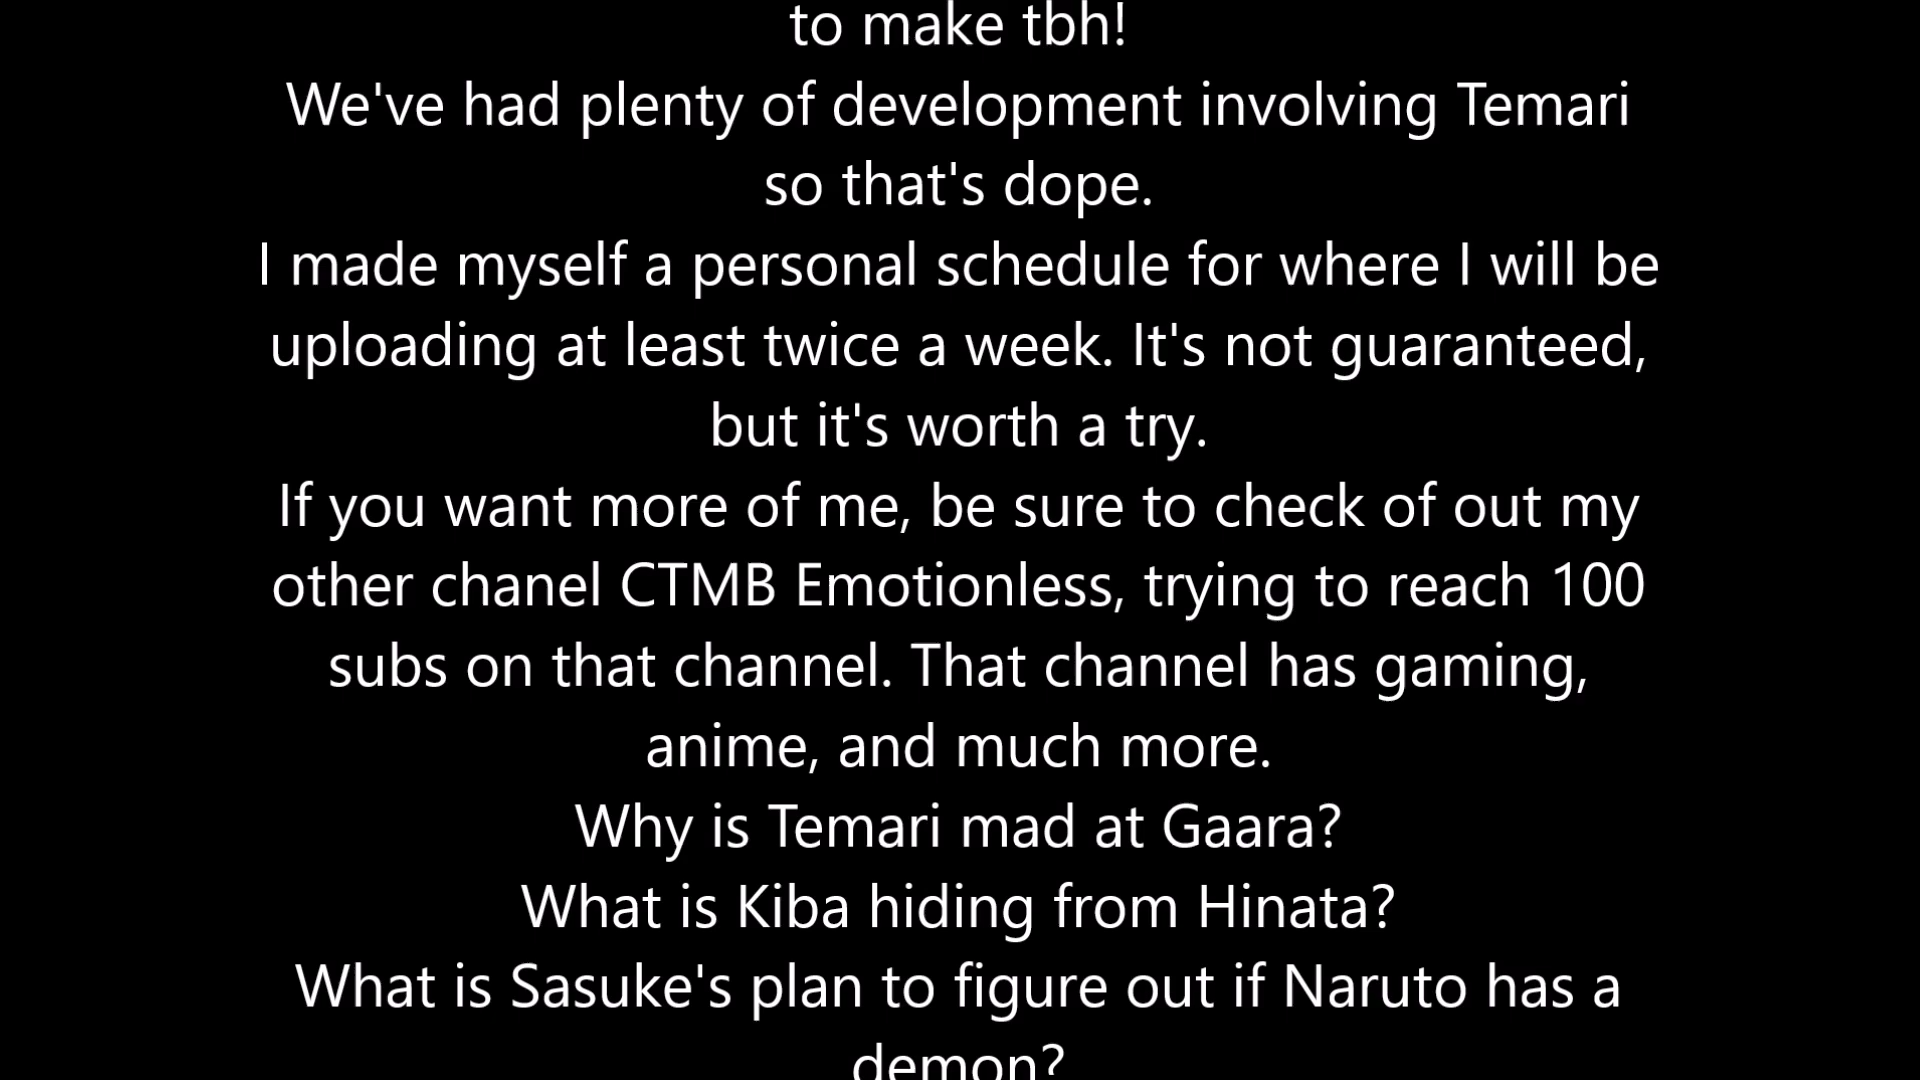 to make tbh!
We've had plenty of development involving Temari
so that's dope.
I made myself a personal schedule for where I will be
uploading at least twice a week. It's not guaranteed,
but it's worth a try.
If you want more of me, be sure to check of out my
other chanel CTMB Emotionless, trying to reach 100
subs on that channel. That channel has gaming,
anime, and much more.
Why is Temari mad at Gaara?
What is Kiba hiding from Hinata?
What is Sasuke's plan to figure out if Naruto has a
demon?